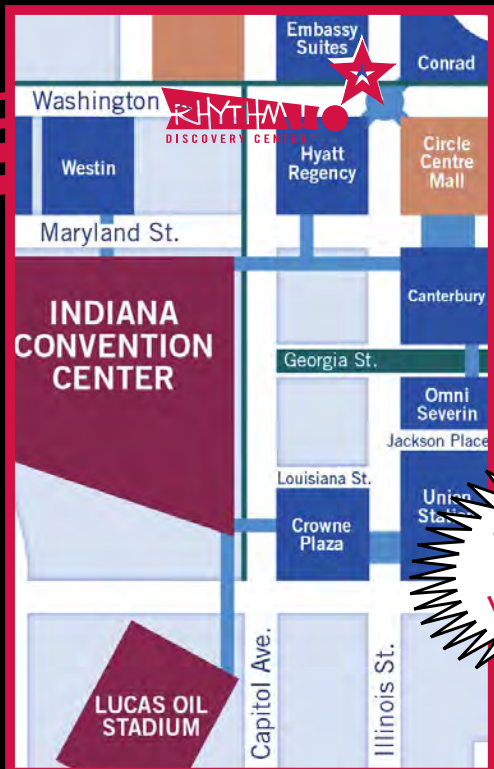 Embassy
Suites
Conrad
Washington
RHYTHM!
DISCOVERY CENTER
Westin
Hyatt
Regency
Circle
Centre
Mall
Maryland St.
INDIANA
CONVENTION
CENTER
Canterbury
Georgia St.
Omni
Severin
Jackson Place
Louisiana St.
Union
Crowne
Plaza
Capitol Ave.
Illinois St.
LUCAS OIL
STADIUM